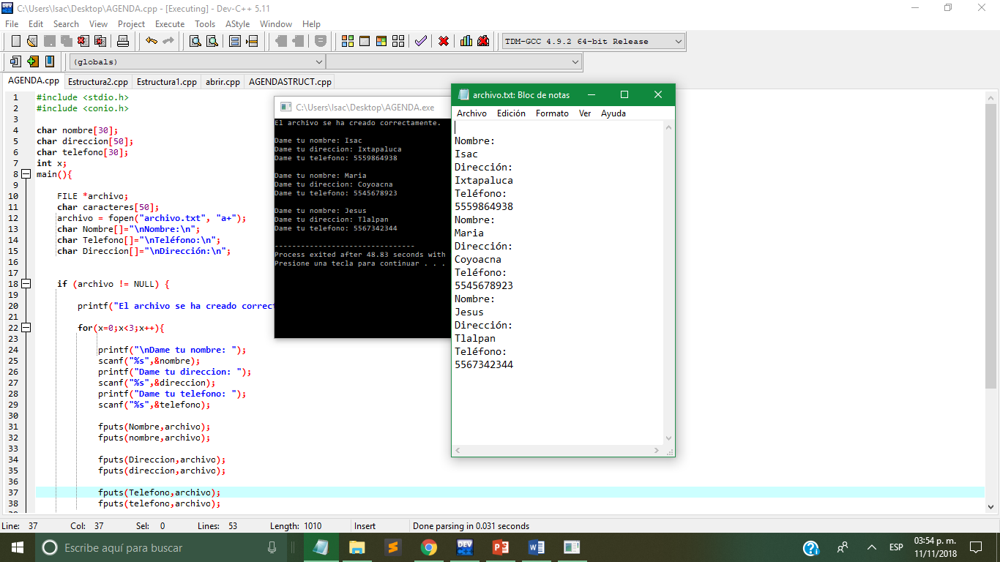 C:\Users\Isac\Desktop\AGENDA.cpp - [Executing] - Dev-C++ 5.11
File Edit Search View Project Execute Tools AStyle Window Help
TDM-GCC 4.9.2 64-bit Release
(globals)
AGENDA.cpp Estructura2.cpp Estructura1.cpp abrir.cpp AGENDASTRUCT.cpp
1 #include <stdio.h>
2 #include <conio.h>
3
4 char nombre[30];
5 char direccion[50];
6 char telefono[30];
7 int x;
8 main(){
9
10 FILE *archivo;
11 char caracteres[50];
12 archivo = fopen("archivo.txt", "a+");
13 char Nombre[]="\nNombre:\n";
14 char Telefono[]="\nTeléfono:\n";
15 char Direccion[]="\nDirección:\n";
16
17
18 if (archivo != NULL) {
19
20 printf("El archivo se ha creado correct
21
22 for(x=0;x<3;x++){
23
24 printf("\nDame tu nombre: ");
25 scanf("%s",&nombre);
26 printf("Dame tu direccion: ");
27 scanf("%s",&direccion);
28 printf("Dame tu telefono: ");
29 scanf("%s",&telefono);
30
31 fputs(Nombre,archivo);
32 fputs(nombre,archivo);
33
34 fputs(Direccion,archivo);
35 fputs(direccion,archivo);
36
37 fputs(Telefono,archivo);
38 fputs(telefono,archivo);
C:\Users\Isac\Desktop\AGENDA.exe
El archivo se ha creado correctamente.
Dame tu nombre: Isac
Dame tu direccion: Ixtapaluca
Dame tu telefono: 5559864938
Dame tu nombre: Maria
Dame tu direccion: Coyoacna
Dame tu telefono: 5545678923
Dame tu nombre: Jesus
Dame tu direccion: Tlalpan
Dame tu telefono: 5567342344
--------------------------------
Process exited after 48.83 seconds with
Presione una tecla para continuar . . .
archivo.txt: Bloc de notas
Archivo Edición Formato Ver Ayuda
Nombre:
Isac
Dirección:
Ixtapaluca
Teléfono:
5559864938
Nombre:
Maria
Dirección:
Coyoacna
Teléfono:
5545678923
Nombre:
Jesus
Dirección:
Tlalpan
Teléfono:
5567342344
Line: 37 Col: 37 Sel: 0 Lines: 53 Length: 1010 Insert Done parsing in 0.031 seconds
Escribe aquí para buscar
ESP
03:54 p. m.
11/11/2018